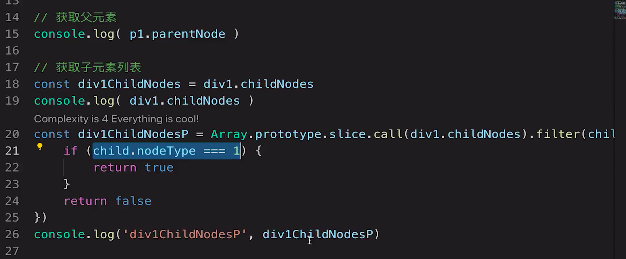 13
14 // 获取父元素
15 console.log( p1.parentNode )
16
17 // 获取子元素列表
18 const div1ChildNodes = div1.childNodes
19 console.log( div1.childNodes )
Complexity is 4 Everything is cool!
20 const div1ChildNodesP = Array.prototype.slice.call(div1.childNodes).filter(chil
21 if (child.nodeType === 1) {
22 return true
23 }
24 return false
25 })
26 console.log('div1ChildNodesP', div1ChildNodesP)
27